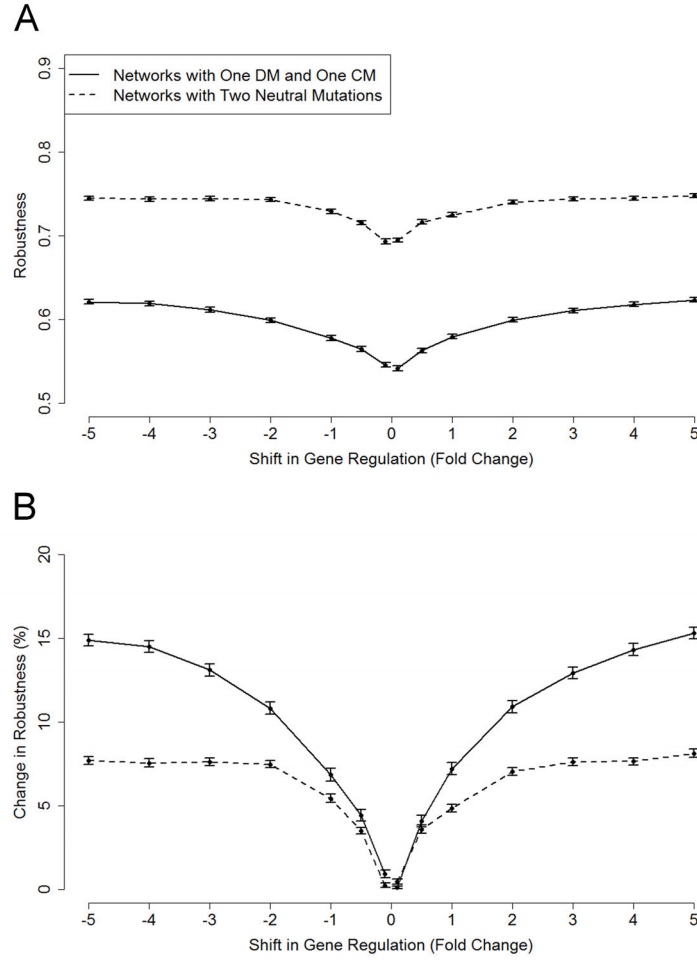 A
Networks with One DM and One CM
Networks with Two Neutral Mutations
0.9
0.8
0.7
0.6
0.5
Robustness
-5 -4 -3 -2 -1 0 1 2 3 4 5
Shift in Gene Regulation (Fold Change)
B
20
15
10
5
0
Change in Robustness (%)
-5 -4 -3 -2 -1 0 1 2 3 4 5
Shift in Gene Regulation (Fold Change)